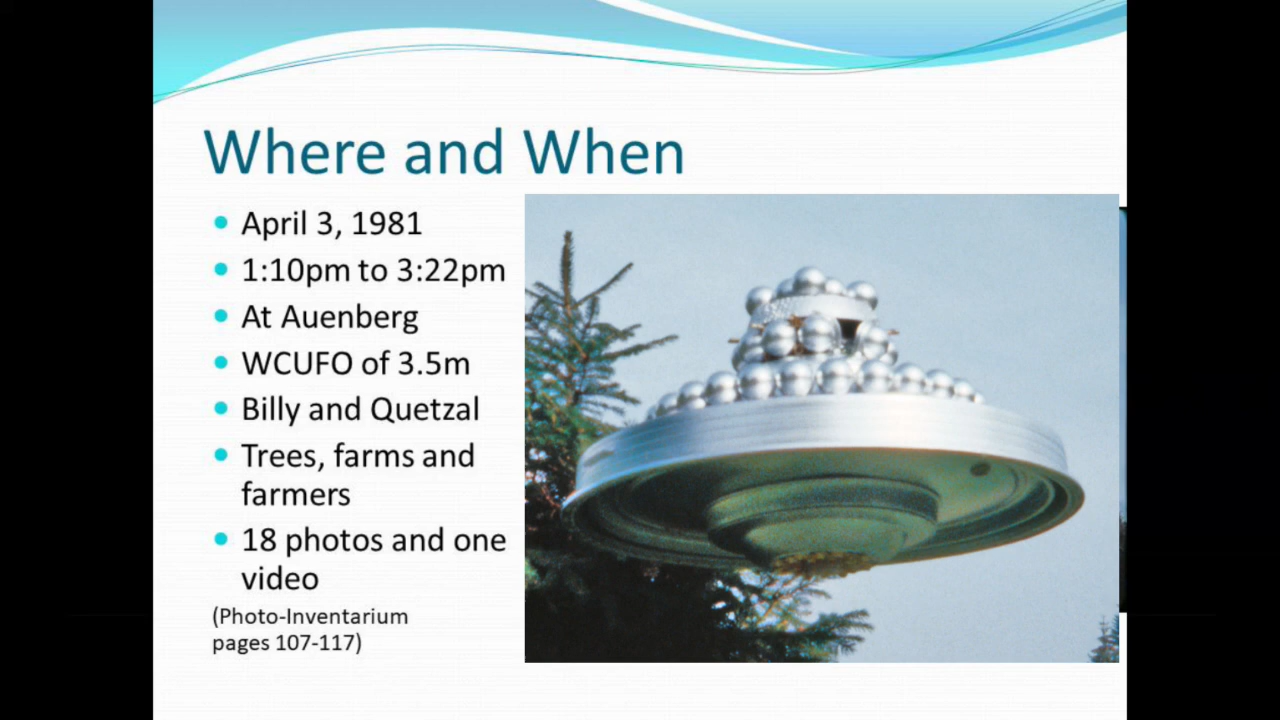 Where and When
April 3, 1981
1:10pm to 3:22pm
At Auenberg
WCUFO of 3.5m
Billy and Quetzal
Trees, farms and
farmers
18 photos and one
video
(Photo-Inventarium
pages 107-117)